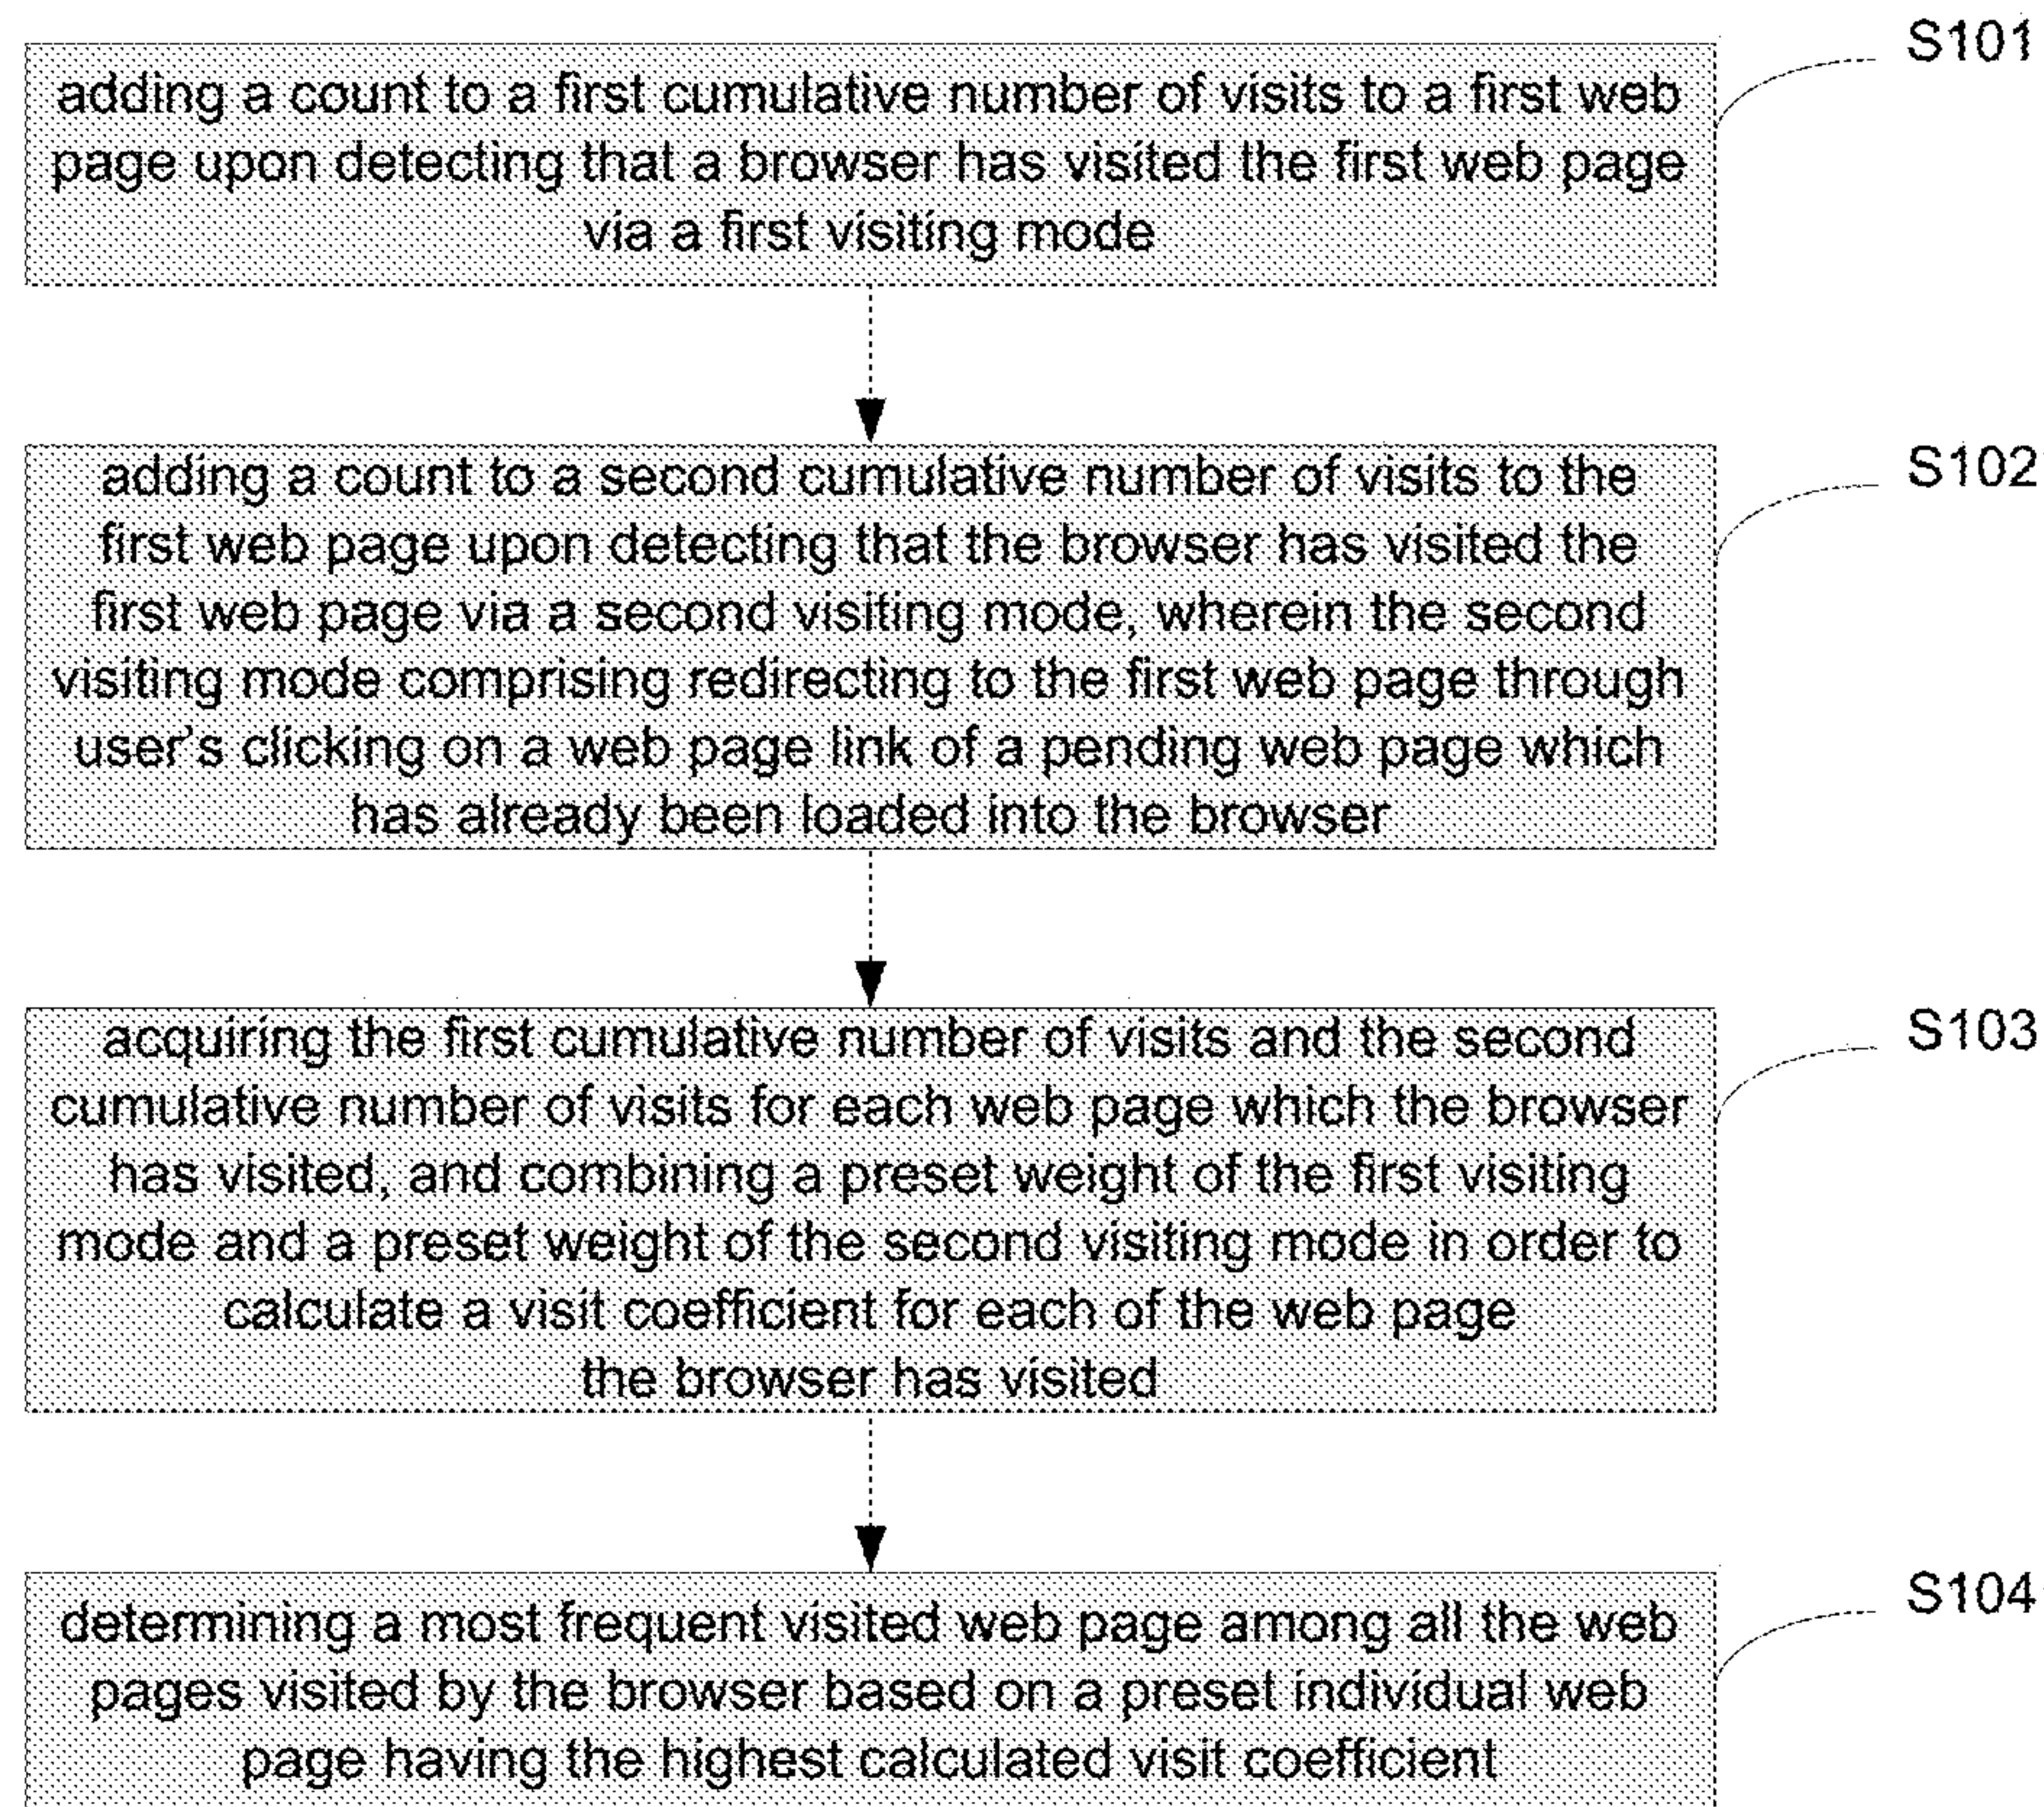 S101
adding a count to a first cumulative number of visits to a first web
page upon detecting that a browser has visited the first web page
via a first visiting mode
S102
adding a count to a second cumulative number of visits to the
first web page upon detecting that the browser has visited the
first web page via a second visiting mode, wherein the second
visiting mode comprising redirecting to the first web page through
user's clicking on a web page link of a pending web page which
has already been loaded into the browser
S103
acquiring the first cumulative number of visits and the second
cumulative number of visits for each web page which the browser
has visited, and combining a preset weight of the first visiting
mode and a preset weight of the second visiting mode in order to
calculate a visit coefficient for each of the web page
the browser has visited
S104
determining a most frequent visited web page among all the web
pages visited by the browser based on a preset individual web
page having the highest calculated visit coefficient